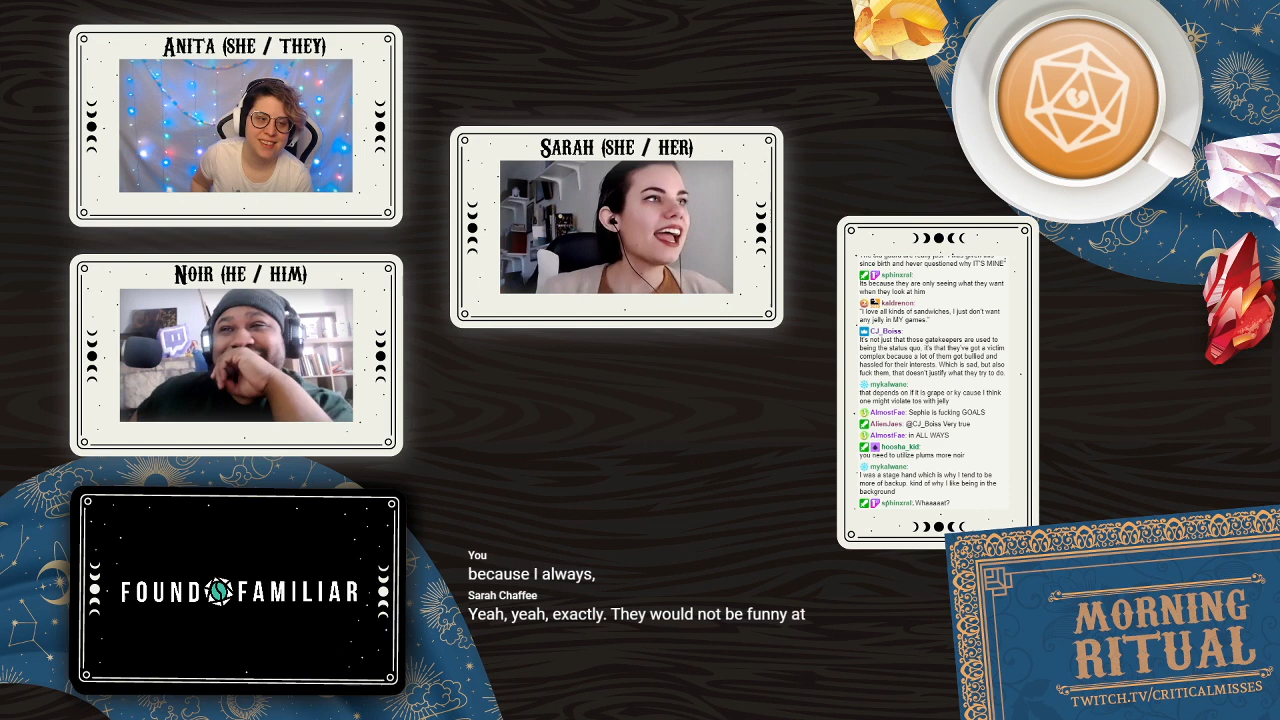 ANITA (SHE / THEY)
SARAH (SHE / HER)
NOIR (HE / HIM)
since birth and never questioned why IT'S MINE"
sphinxral:
Its because they are only seeing what they want
when they look at him
kaldrenon:
"I love all kinds of sandwiches, I just don't want
any jelly in MY games."
CJ_Boiss:
It's not just that those gatekeepers are used to
being the status quo, it's that they've got a victim
complex because a lot of them got bullied and
hassled for their interests. Which is sad, but also
fuck them, that doesn't justify what they try to do.
mykalwane:
that depends on if it is grape or ky cause I think
one might violate tos with jelly
AlmostFae: Sephie is fucking GOALS
AlienJaes: @CJ_Boiss Very true
AlmostFae: in ALL WAYS
hoosha_kid:
you need to utilize plums more noir
mykalwane:
I was a stage hand which is why I tend to be
more of backup. kind of why I like being in the
background
sphinxral: Whaaaaat?
FOUND FAMILIAR
You
because I always,
Sarah Chaffee
Yeah, yeah, exactly. They would not be funny at
MORNING
RITUAL
TWITCH.TV/CRITICALMISSES